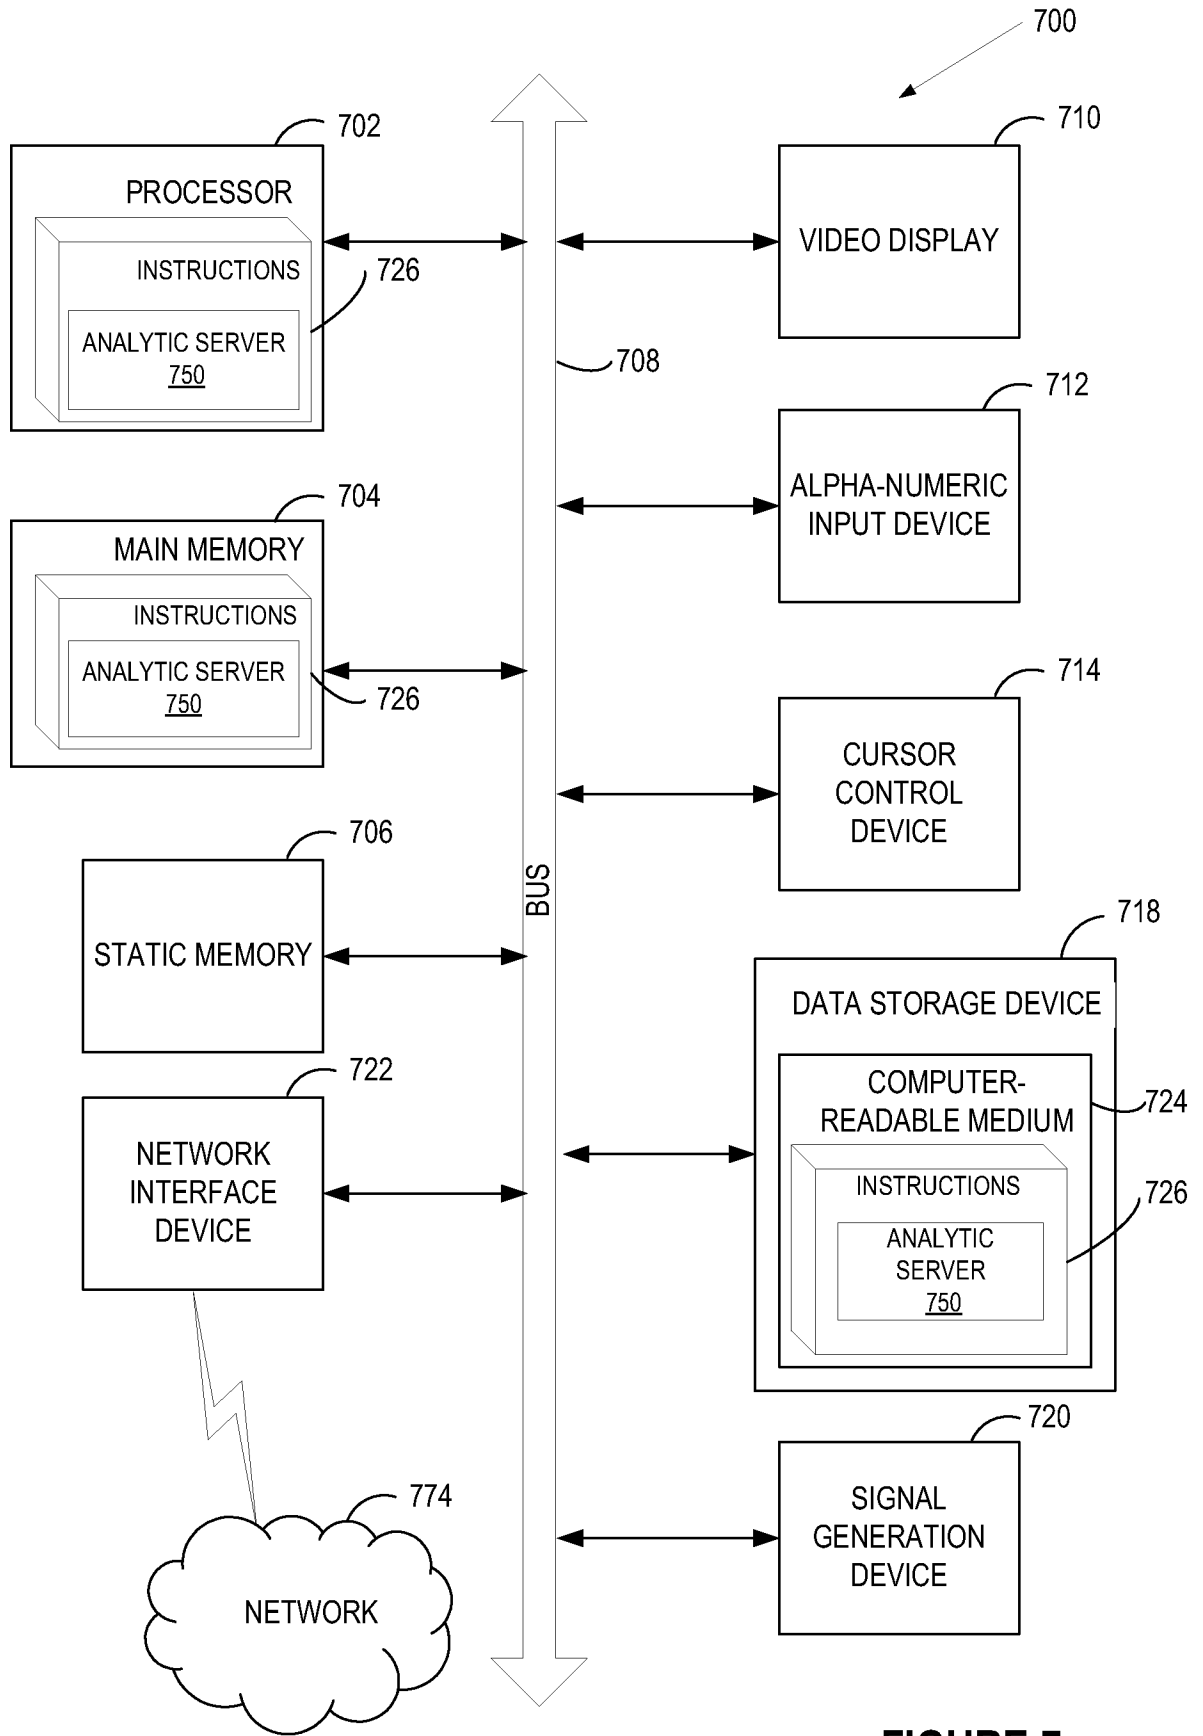 700
702
PROCESSOR
INSTRUCTIONS
726
ANALYTIC SERVER
750
704
MAIN MEMORY
INSTRUCTIONS
ANALYTIC SERVER
750
726
706
STATIC MEMORY
722
NETWORK
INTERFACE
DEVICE
774
NETWORK
708
BUS
710
VIDEO DISPLAY
712
ALPHA-NUMERIC
INPUT DEVICE
714
CURSOR
CONTROL
DEVICE
718
DATA STORAGE DEVICE
COMPUTER-
READABLE MEDIUM
724
INSTRUCTIONS
726
ANALYTIC
SERVER
750
720
SIGNAL
GENERATION
DEVICE